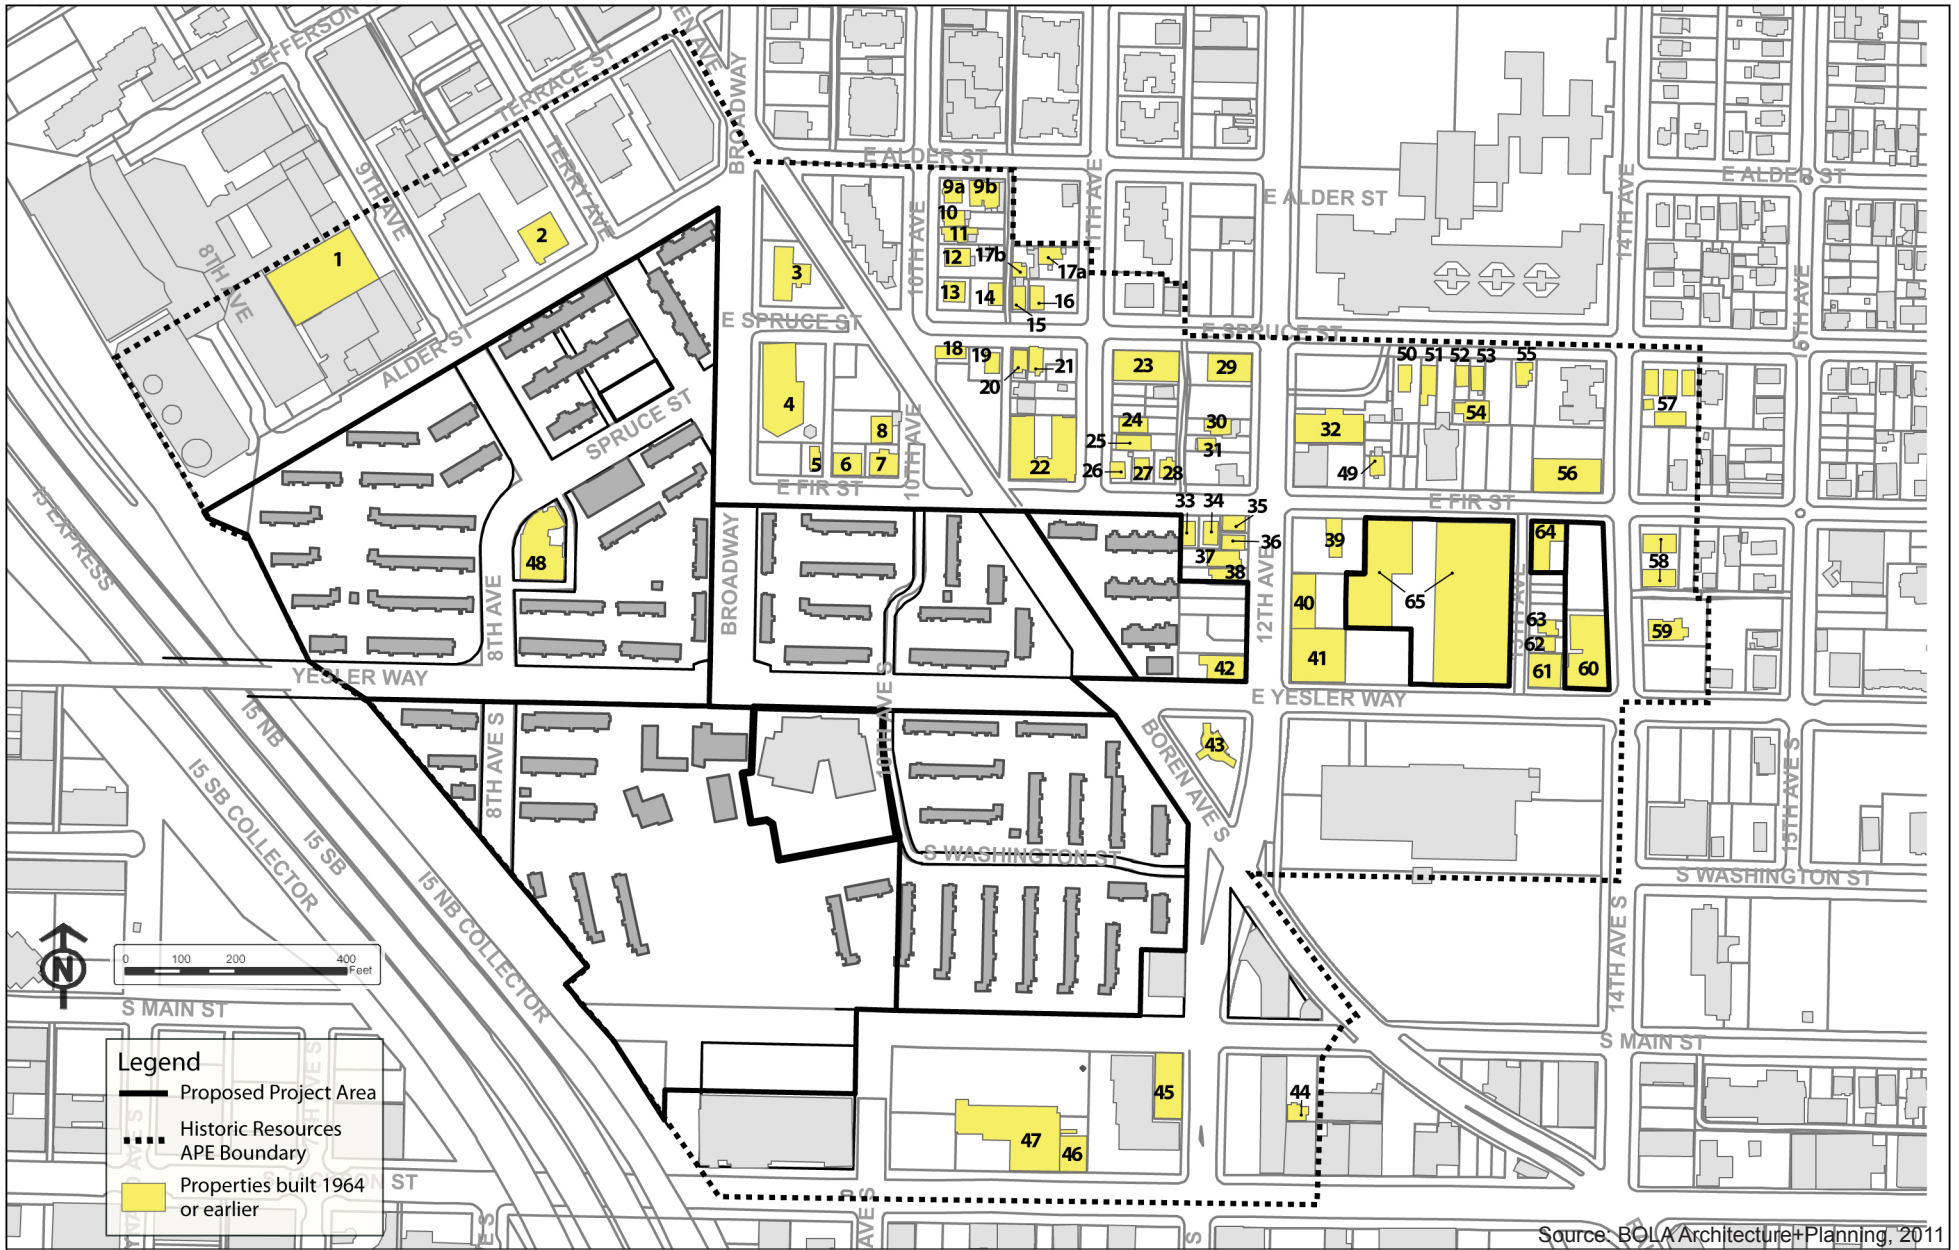 JEFFERSON
TERRACE ST
BROADWAY
9TH AVE
TERRY AVE
8TH AVE
ALDER ST
SPRUCE ST
E ALDER ST
10TH AVE
11TH AVE
E ALDER ST
14TH AVE
E ALDER ST
15TH AVE
E SPRUCE ST
E SPRUCE ST
1
2
3
9a
9b
10
11
12
17b
17a
13
14
16
15
18
19
21
20
23
29
50
51
52
53
55
57
4
8
5
6
7
22
24
25
26
27
28
30
31
32
49
54
56
E FIR ST
10TH AVE
E FIR ST
I5 EXPRESS
48
8TH AVE
BROADWAY
33
34
35
36
37
38
12TH AVE
39
40
41
42
65
64
13TH AVE
63
62
61
60
58
59
YESLER WAY
E YESLER WAY
10TH AVE S
I5 NB
8TH AVE S
I5 SB COLLECTOR
I5 SB
I5 NB COLLECTOR
BOREN AVE S
43
S WASHINGTON ST
S WASHINGTON ST
15TH AVE S
14TH AVE S
N
0
100
200
400
Feet
S MAIN ST
S MAIN ST
Legend
Proposed Project Area
Historic Resources
APE Boundary
Properties built 1964
or earlier
45
44
47
46
AVE S
S
Source: BOLA Architecture+Planning, 2011